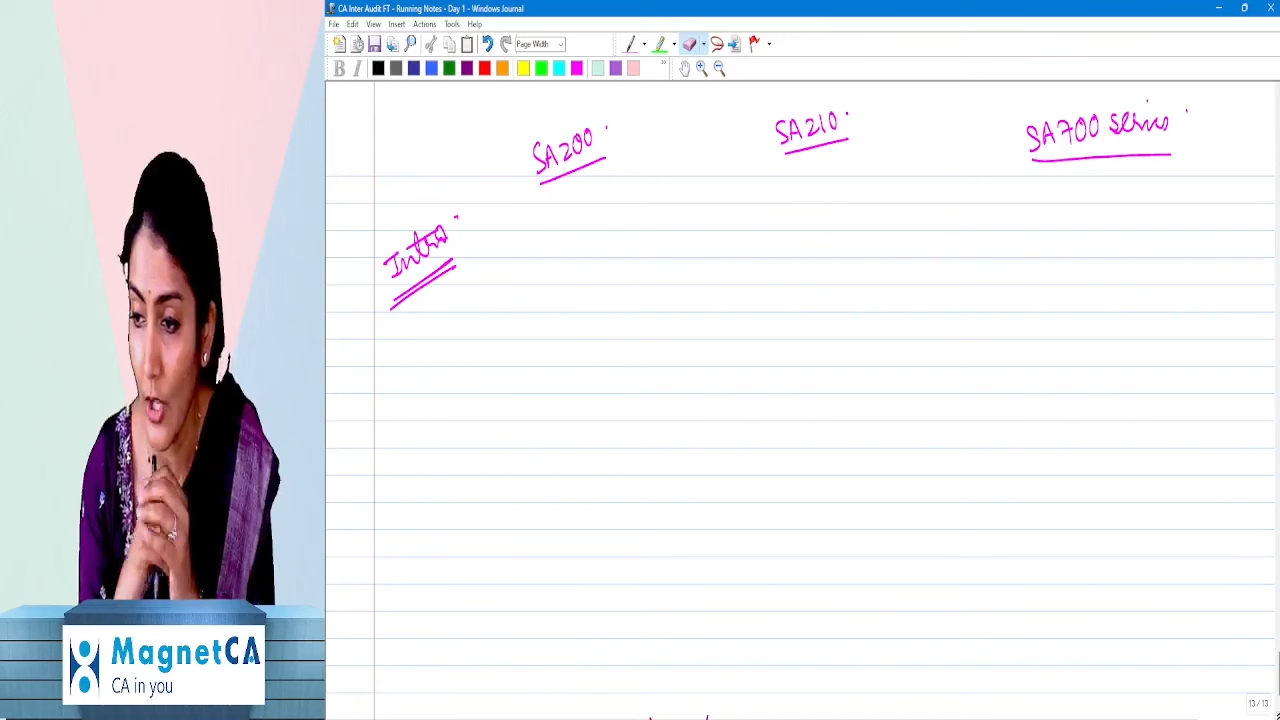 CA Inter Audit FT - Running Notes - Day 1 - Windows Journal
File Edit View Insert Actions Tools Help
Page Width
B I
SA200
SA210
SA700 series
Intro
MagnetCA
CA in you
13 / 13